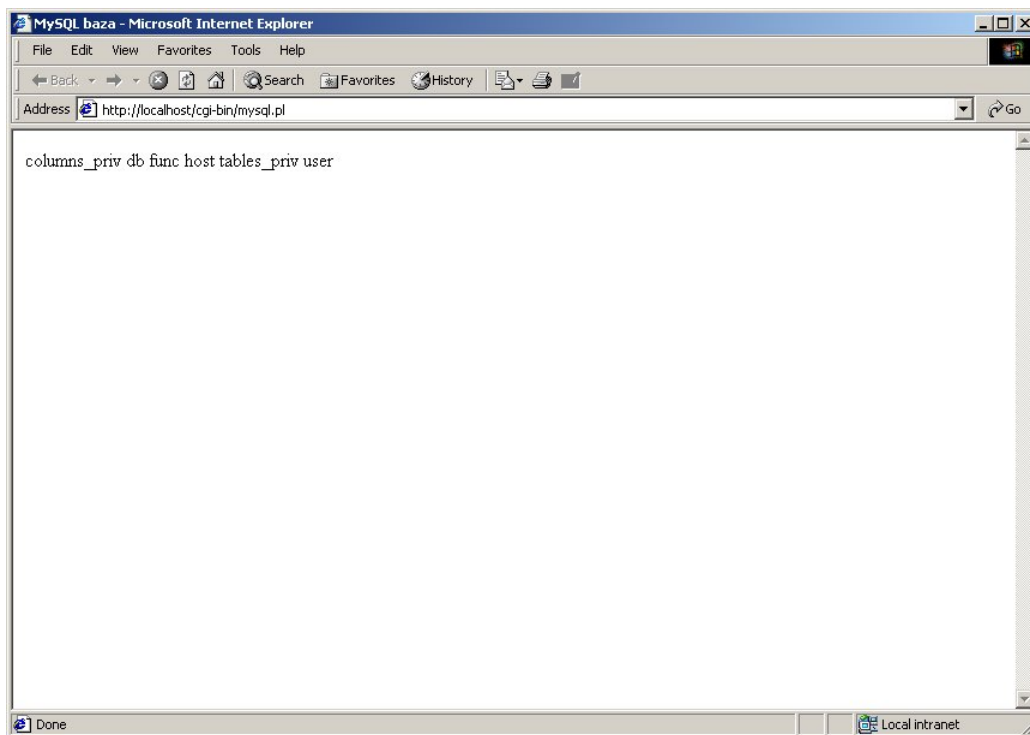 MySQL baza - Microsoft Internet Explorer
File Edit View Favorites Tools Help
Back Search Favorites History
Address http://localhost/cgi-bin/mysql.pl Go
columns_priv db func host tables_priv user
Done Local intranet